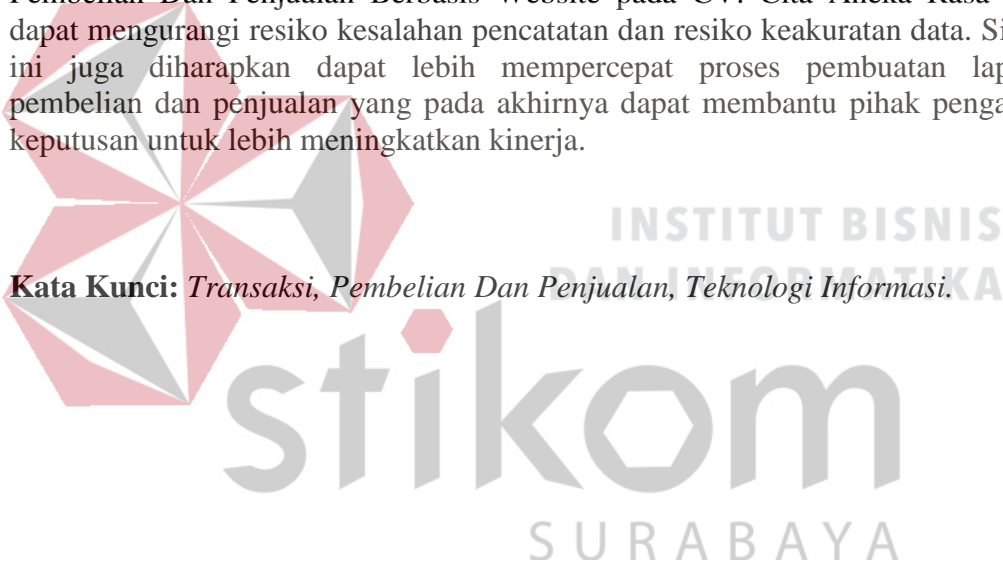 Pembelian Dan Penjualan Berbasis Website pada CV. Cita Aneka Rasa
dapat mengurangi resiko kesalahan pencatatan dan resiko keakuratan data. Si
ini juga diharapkan dapat lebih mempercepat proses pembuatan lap
pembelian dan penjualan yang pada akhirnya dapat membantu pihak penga
keputusan untuk lebih meningkatkan kinerja.
INSTITUT BISNIS
DAN INFORMATIKA
Kata Kunci: Transaksi, Pembelian Dan Penjualan, Teknologi Informasi.
stikom
SURABAYA